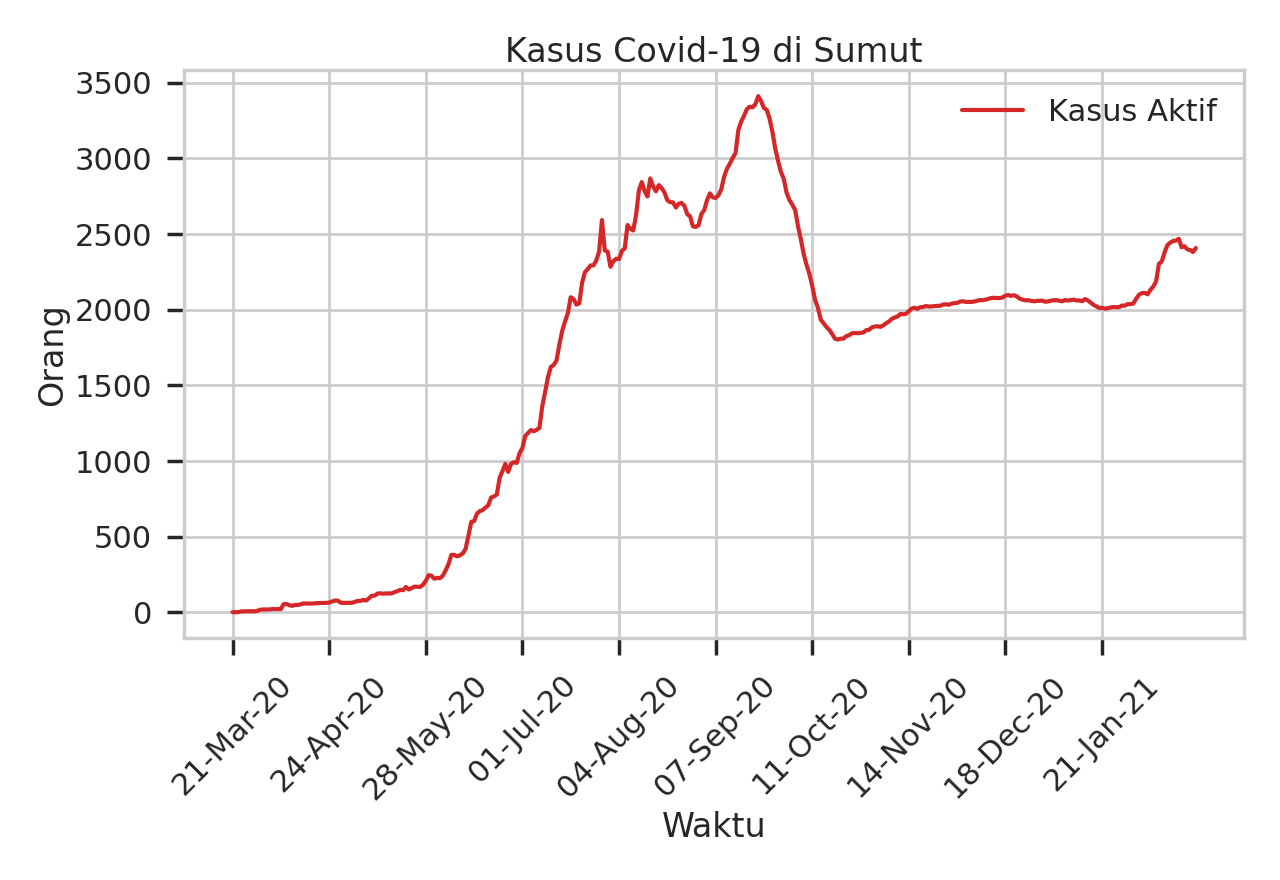 Kasus Covid-19 di Sumut
3500
3000
2500
2000
1500
1000
500
0
Orang
Kasus Aktif
21-Mar-20
24-Apr-20
28-May-20
01-Jul-20
04-Aug-20
07-Sep-20
11-Oct-20
14-Nov-20
18-Dec-20
21-Jan-21
Waktu